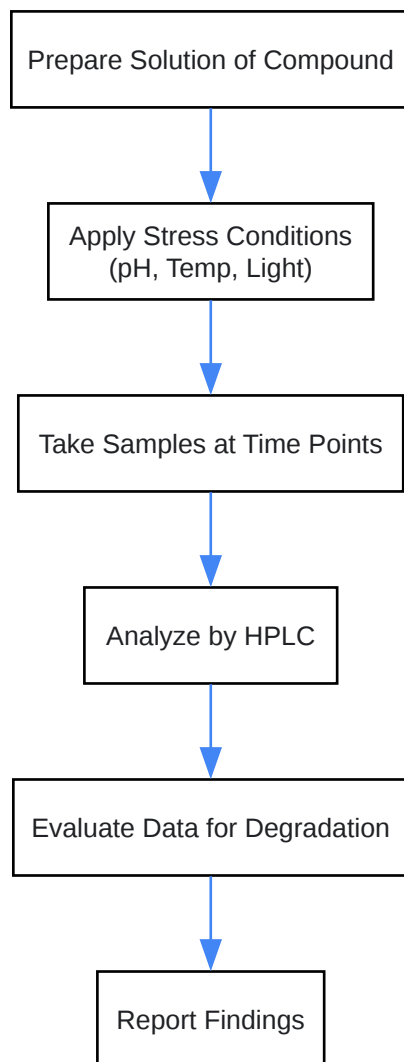 Prepare Solution of Compound
Apply Stress Conditions
(pH, Temp, Light)
Take Samples at Time Points
Analyze by HPLC
Evaluate Data for Degradation
Report Findings